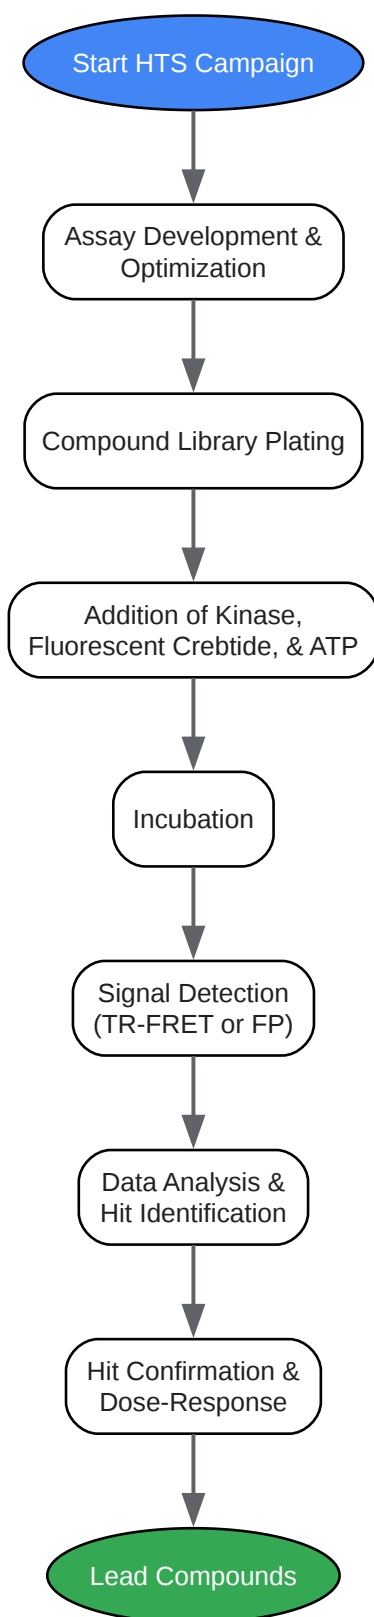 Start HTS Campaign
Assay Development &
Optimization
Compound Library Plating
Addition of Kinase,
Fluorescent Crebtide, & ATP
Incubation
Signal Detection
(TR-FRET or FP)
Data Analysis &
Hit Identification
Hit Confirmation &
Dose-Response
Lead Compounds